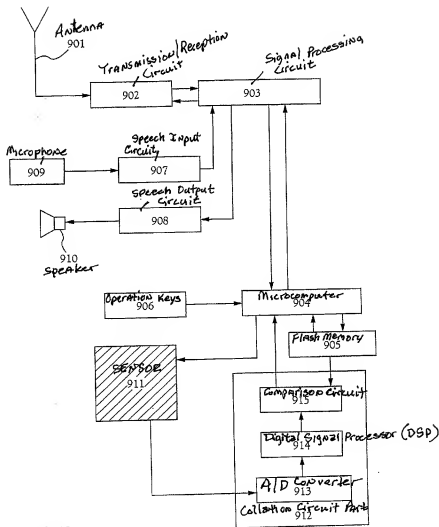 Antenna
901
Transmission/Reception
Circuit
902
Signal Processing
Circuit
903
Microphone
909
Speech Input
Circuit
907
Speech Output
Circuit
908
910
Speaker
Operation Keys
906
Microcomputer
904
Flash Memory
905
SENSOR
911
Comparison Circuit
915
Digital Signal Processor (DSP)
914
A/D Converter
913
Collation Circuit Part
912